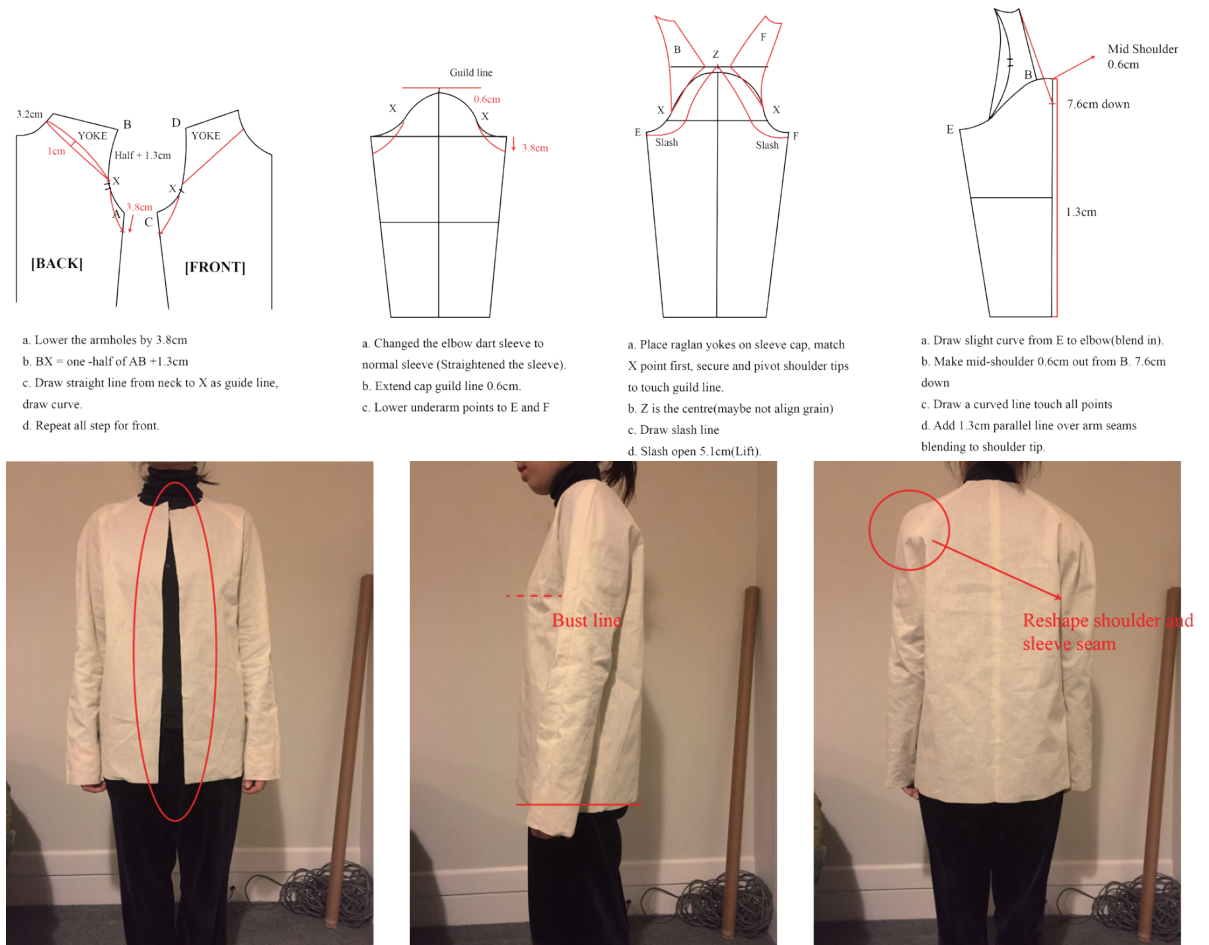 3.2cm
YOKE
B
1cm
Half + 1.3cm
X
A
3.8cm
[BACK]
D
YOKE
X
C
[FRONT]
a. Lower the armholes by 3.8cm
b. BX = one -half of AB +1.3cm
c. Draw straight line from neck to X as guide line,
draw curve.
d. Repeat all step for front.
Guild line
X
0.6cm
X
3.8cm
a. Changed the elbow dart sleeve to
normal sleeve (Straightened the sleeve).
b. Extend cap guild line 0.6cm.
c. Lower underarm points to E and F
B
Z
F
X
X
E
Slash
Slash
F
a. Place raglan yokes on sleeve cap, match
X point first, secure and pivot shoulder tips
to touch guild line.
b. Z is the centre(maybe not align grain)
c. Draw slash line
d. Slash open 5.1cm(Lift).
Mid Shoulder
0.6cm
B
7.6cm down
E
1.3cm
a. Draw slight curve from E to elbow(blend in).
b. Make mid-shoulder 0.6cm out from B. 7.6cm
down
c. Draw a curved line touch all points
d. Add 1.3cm parallel line over arm seams
blending to shoulder tip.
Bust line
Reshape shoulder and
sleeve seam